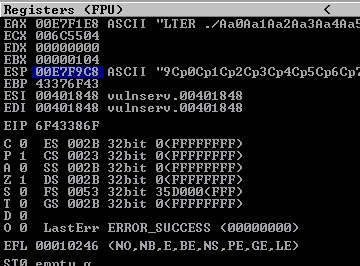 Registers (FPU) <
EAX 00E7F1E8 ASCII "LTER ./Aa0Aa1Aa2Aa3Aa4Aa5
ECX 006C5504
EDX 00000000
EBX 00000104
ESP 00E7F9C8 ASCII "9Cp0Cp1Cp2Cp3Cp4Cp5Cp6Cp7
EBP 43376F43
ESI 00401848 vulnserv.00401848
EDI 00401848 vulnserv.00401848
EIP 6F43386F
C 0 ES 002B 32bit 0(FFFFFFFF)
P 1 CS 0023 32bit 0(FFFFFFFF)
A 0 SS 002B 32bit 0(FFFFFFFF)
Z 1 DS 002B 32bit 0(FFFFFFFF)
S 0 FS 0053 32bit 35D000(FFF)
T 0 GS 002B 32bit 0(FFFFFFFF)
D 0
O 0 LastErr ERROR_SUCCESS (00000000)
EFL 00010246 (NO,NB,E,BE,NS,PE,GE,LE)
ST0 empty g